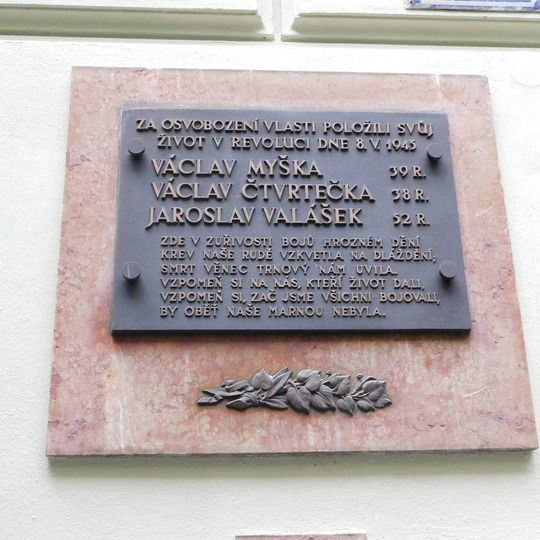 ZA OSVOBOZENÍ VLASTI POLOŽILI SVŮJ
ŽIVOT V REVOLUCI DNE 8.V.1945
VÁCLAV MYŠKA 39 R.
VÁCLAV ČTVRTEČKA 38 R.
JAROSLAV VALÁŠEK 52 R.
ZDE V ZUŘIVOSTI BOJŮ HROZNÉM DĚNÍ
KREV NAŠE RUDĚ VZKVETLA NA DLÁŽDĚNÍ,
SMRT VĚNEC TRNOVÝ NÁM UVILA.
VZPOMEŇ SI NA NÁS, KTEŘÍ ŽIVOT DALI,
VZPOMEŇ SI, ZAČ JSME VŠICHNI BOJOVALI,
BY OBĚŤ NAŠE MARNOU NEBYLA.